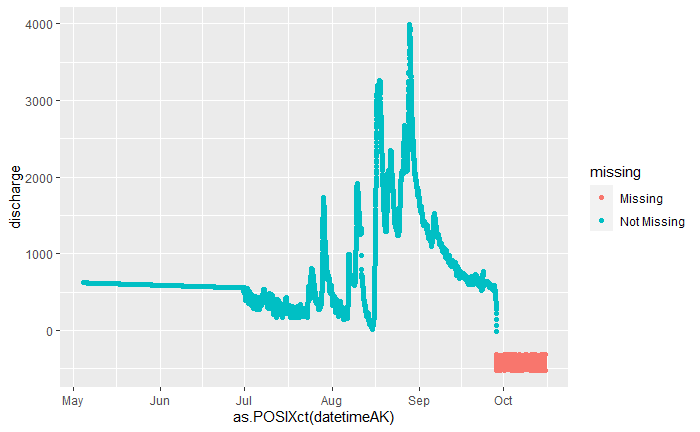 4000
3000
2000
1000
0
discharge
May Jun Jul Aug Sep Oct
as.POSIXct(datetimeAK)
missing
Missing
Not Missing